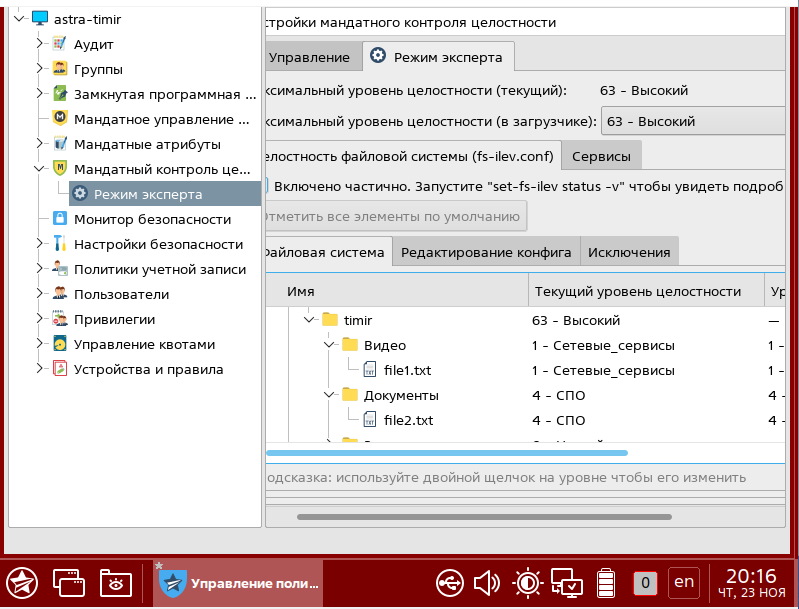 astra-timir
Аудит
Группы
Замкнутая программная ...
Мандатное управление ...
Мандатные атрибуты
Мандатный контроль це...
Режим эксперта
Монитор безопасности
Настройки безопасности
Политики учетной записи
Пользователи
Привилегии
Управление квотами
Устройства и правила
стройки мандатного контроля целостности
Управление
Режим эксперта
ксимальный уровень целостности (текущий): 63 - Высокий
ксимальный уровень целостности (в загрузчике): 63 - Высокий
елостность файловой системы (fs-ilev.conf) Сервисы
Включено частично. Запустите "set-fs-ilev status -v" чтобы увидеть подроб
тметить все элементы по умолчанию
айловая система Редактирование конфига Исключения
Имя Текущий уровень целостности Ур
timir 63 - Высокий —
Видео 1 - Сетевые_сервисы 1 -
file1.txt 1 - Сетевые_сервисы 1 -
Документы 4 - СПО 4 -
file2.txt 4 - СПО 4 -
одсказка: используйте двойной щелчок на уровне чтобы его изменить
Управление поли...
0
en
20:16
ЧТ, 23 НОЯ